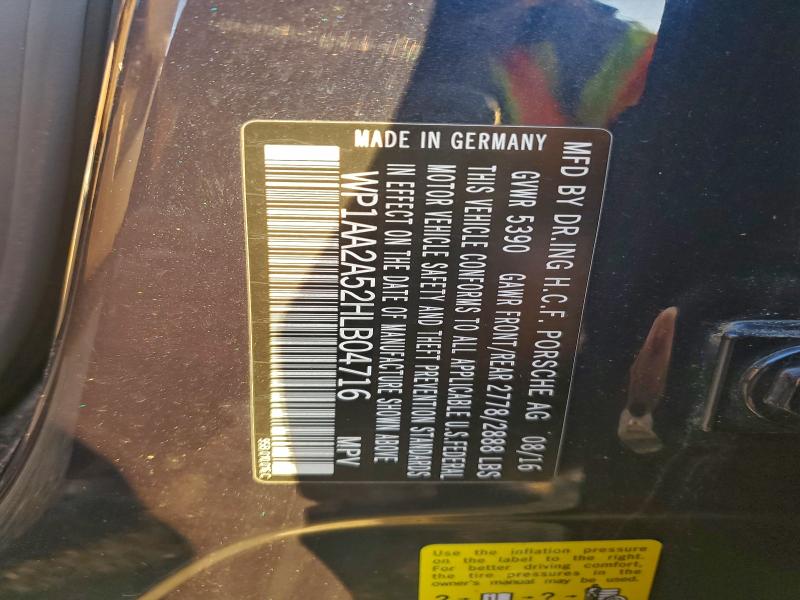 MADE IN GERMANY
MFD BY DR.ING H.C.F. PORSCHE AG 09/16
GVWR 5390 GAWR FRONT/REAR 2778/2888 LBS
THIS VEHICLE CONFORMS TO ALL APPLICABLE U.S FEDERAL
MOTOR VEHICLE SAFETY AND THEFT PREVENTION STANDARDS
IN EFFECT ON THE DATE OF MANUFACTURE SHOWN ABOVE
WP1AA2A52HLB04716 MPV
Use the inflation pressure
on the label to the right.
For better driving comfort,
the tire pressures in the
owner's manual may be used.
? → → ? →